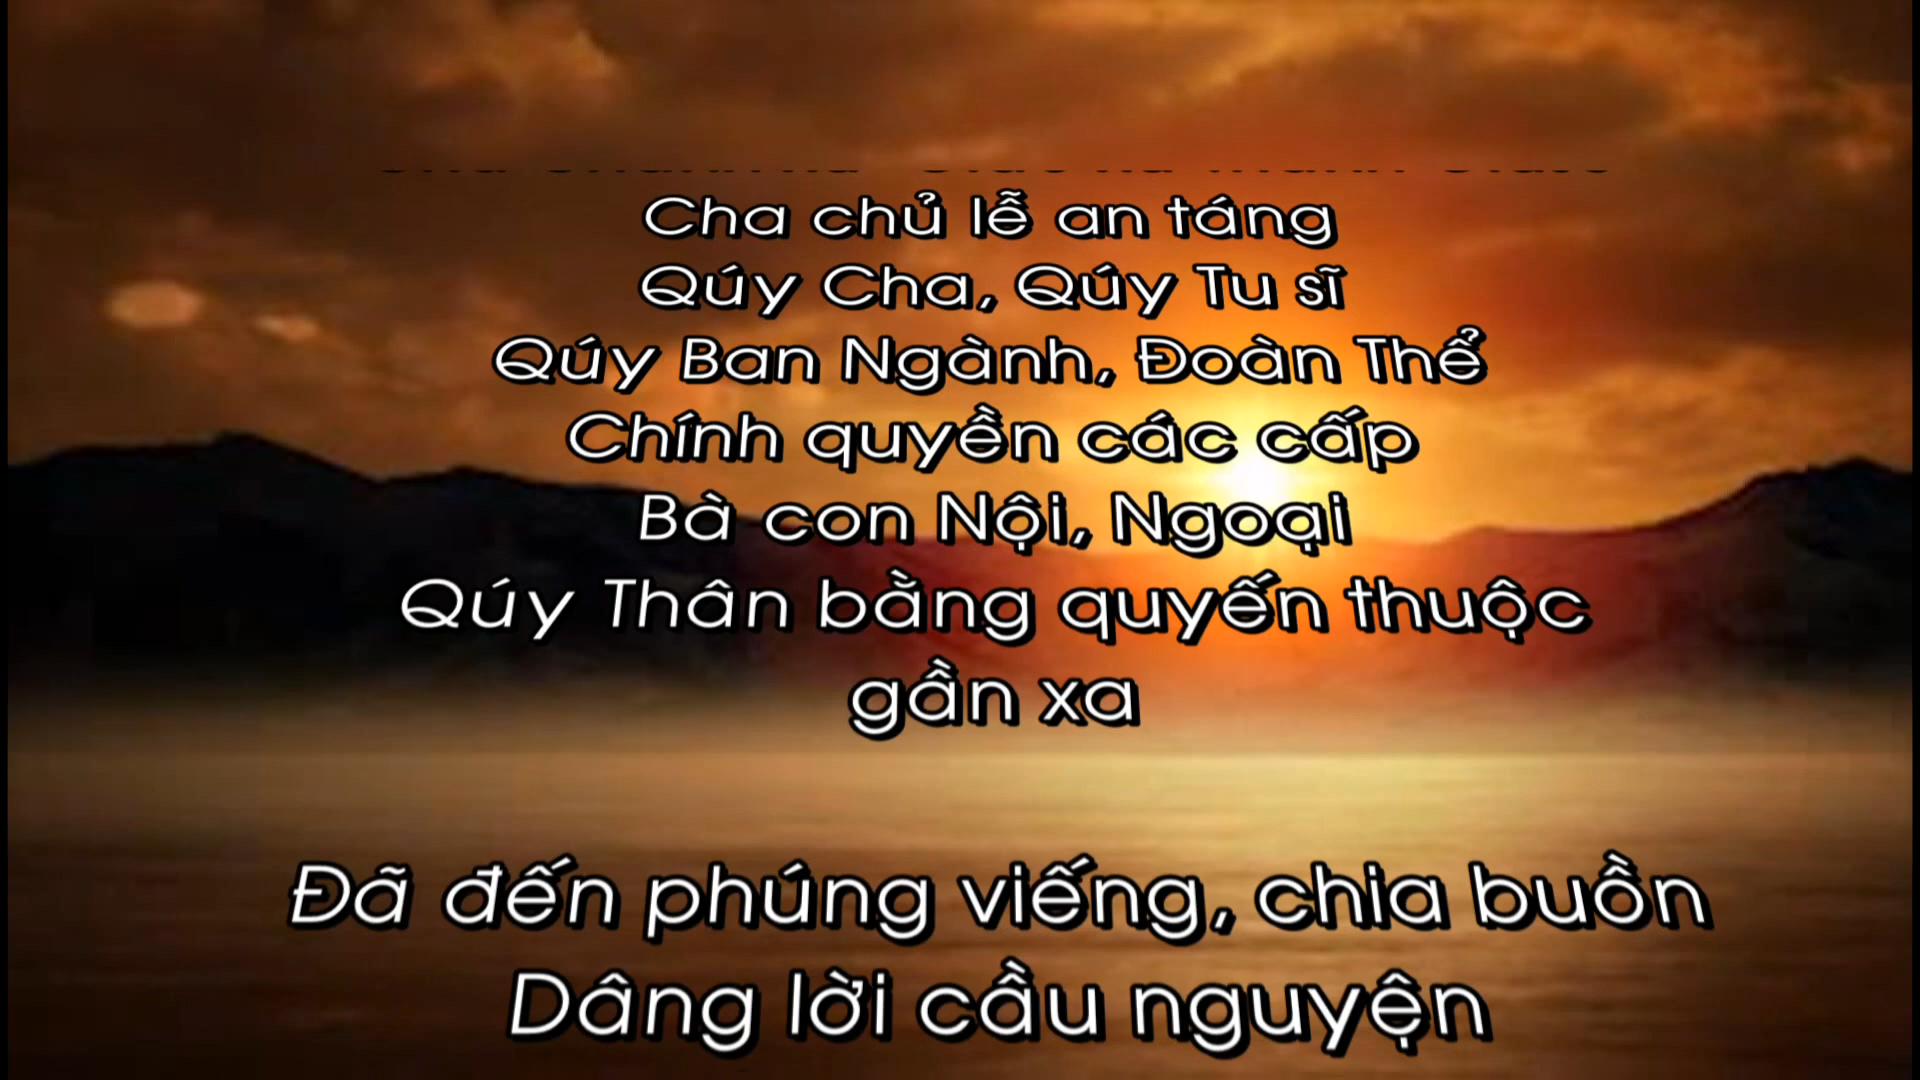 Cha chủ lễ an táng
Qúy Cha, Qúy Tu sĩ
Qúy Ban Ngành, Đoàn Thể
Chính quyền các cấp
Bà con Nội, Ngoại
Qúy Thân bằng quyến thuộc
gần xa
Đã đến phúng viếng, chia buồn
Dâng lời cầu nguyện